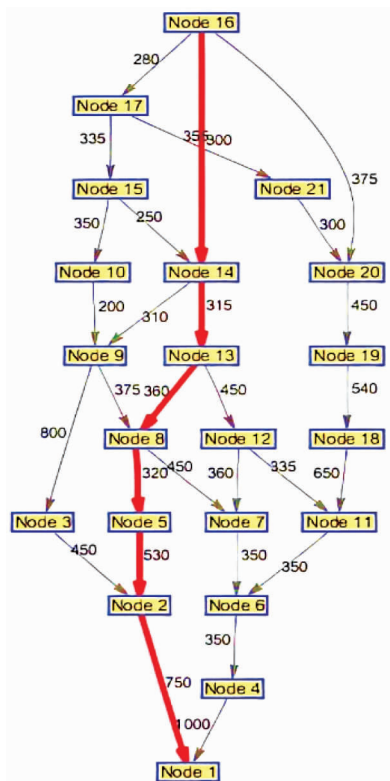 Node 16
280
Node 17
335
355
300
375
Node 15
Node 21
350
250
300
Node 10
Node 14
Node 20
200
310
315
450
Node 9
Node 13
Node 19
375
360
450
540
800
Node 8
Node 12
Node 18
320
450
360
335
650
Node 3
Node 5
Node 7
Node 11
450
530
350
350
Node 2
Node 6
750
350
Node 4
1000
Node 1